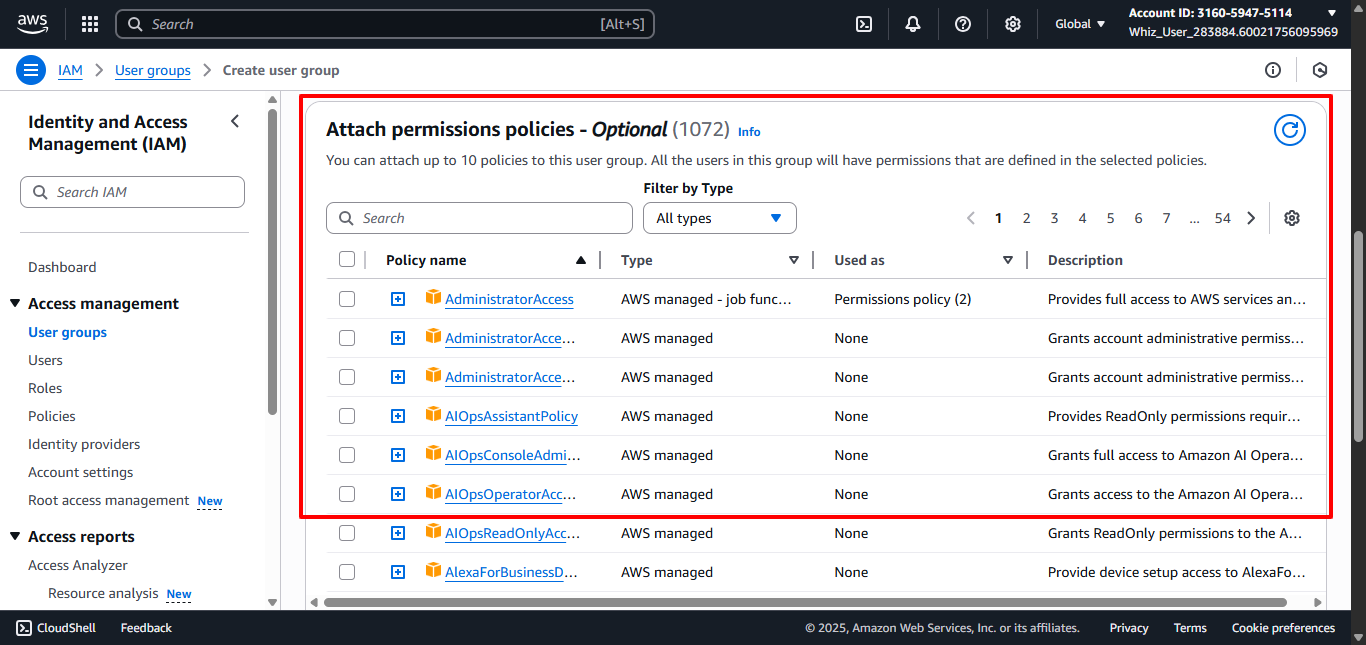 aws
Search [Alt+S]
Global
Account ID: 3160-5947-5114
Whiz_User_283884.60021756095969
IAM > User groups > Create user group
Identity and Access
Management (IAM)
Search IAM
Dashboard
Access management
User groups
Users
Roles
Policies
Identity providers
Account settings
Root access management New
Access reports
Access Analyzer
Resource analysis New
Attach permissions policies - Optional (1072) Info
You can attach up to 10 policies to this user group. All the users in this group will have permissions that are defined in the selected policies.
Filter by Type
Search All types 1 2 3 4 5 6 7 ... 54
Policy name Type Used as Description
AdministratorAccess AWS managed - job func... Permissions policy (2) Provides full access to AWS services an...
AdministratorAcce... AWS managed None Grants account administrative permiss...
AdministratorAcce... AWS managed None Grants account administrative permiss...
AIOpsAssistantPolicy AWS managed None Provides ReadOnly permissions requir...
AIOpsConsoleAdmi... AWS managed None Grants full access to Amazon AI Opera...
AIOpsOperatorAcc... AWS managed None Grants access to the Amazon AI Opera...
AIOpsReadOnlyAcc... AWS managed None Grants ReadOnly permissions to the A...
AlexaForBusinessD... AWS managed None Provide device setup access to AlexaFo...
CloudShell Feedback © 2025, Amazon Web Services, Inc. or its affiliates. Privacy Terms Cookie preferences